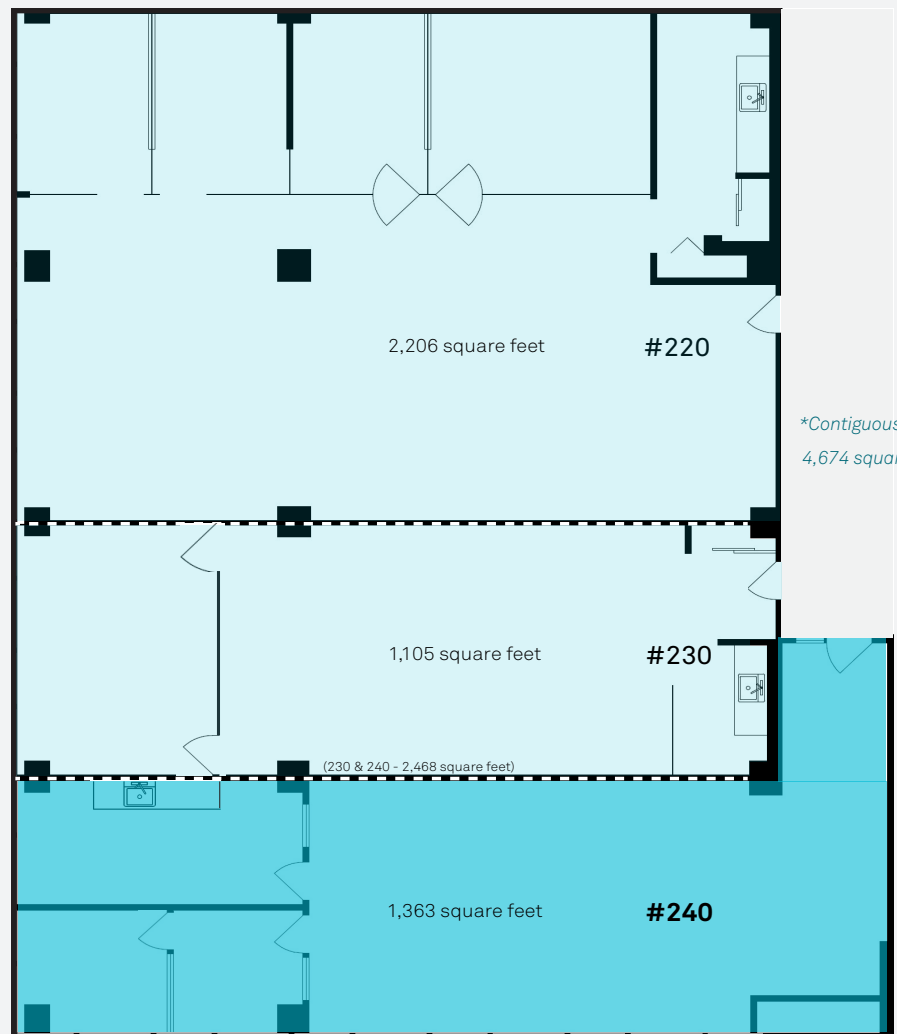 2,206 square feet
#220
*Contiguous
4,674
1,105 square feet
#230
(230 & 240 - 2,468 square feet)
1,363 square feet
#240